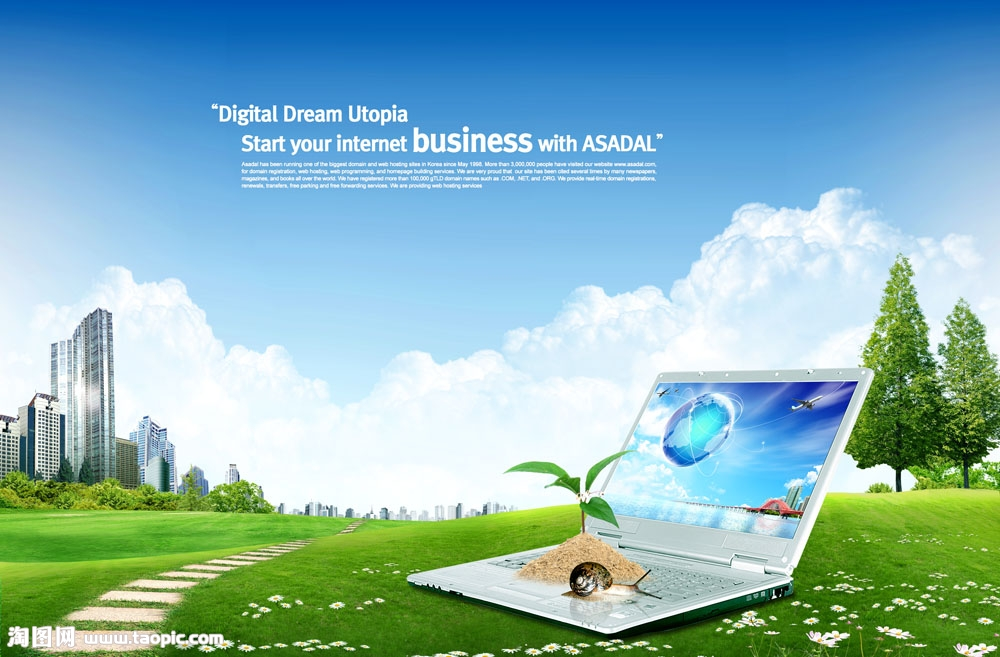 “Digital Dream Utopia
Start your internet business with ASADAL”
Asadal has been running one of the biggest domain and web hosting sites in Korea since May 1998. More than 3,000,000 people have visited our website www.asadal.com,
for domain registration, web hosting, web programming, and homepage building services. We are very proud that our site has been cited several times by many newspapers,
magazines, and books all over the world. We have registered more than 100,000 gTLD domain names such as .COM, .NET, and .ORG. We provide real-time domain registrations,
renewals, transfers, free parking and free forwarding services. We are providing web hosting services
淘图网 www.taopic.com